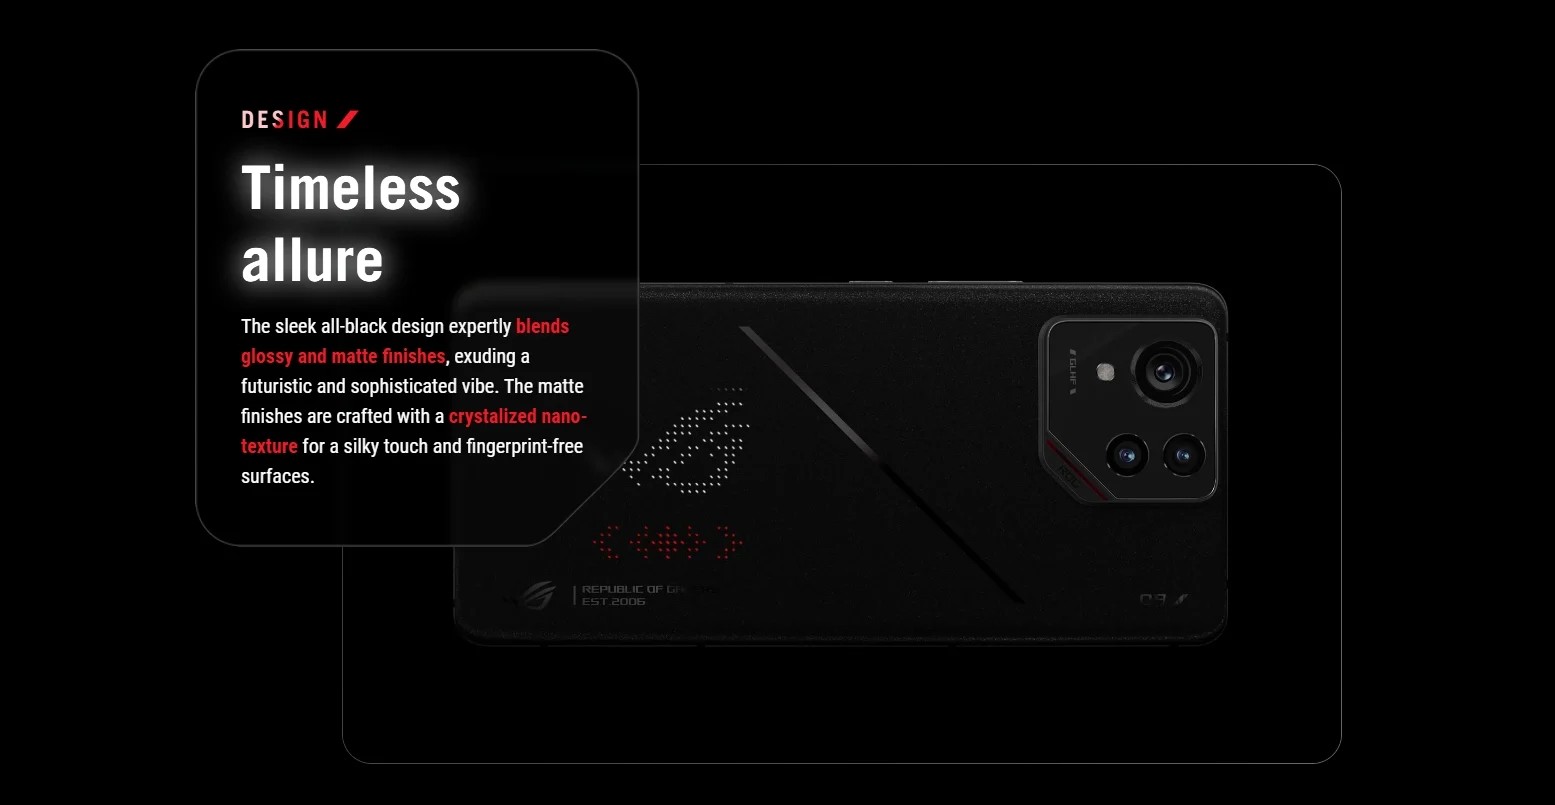 DESIGN
Timeless
allure
The sleek all-black design expertly blends
glossy and matte finishes, exuding a
futuristic and sophisticated vibe. The matte
finishes are crafted with a crystalized nano-
texture for a silky touch and fingerprint-free
surfaces.
GLHF
REPUBLIC OF
EST.2006
09